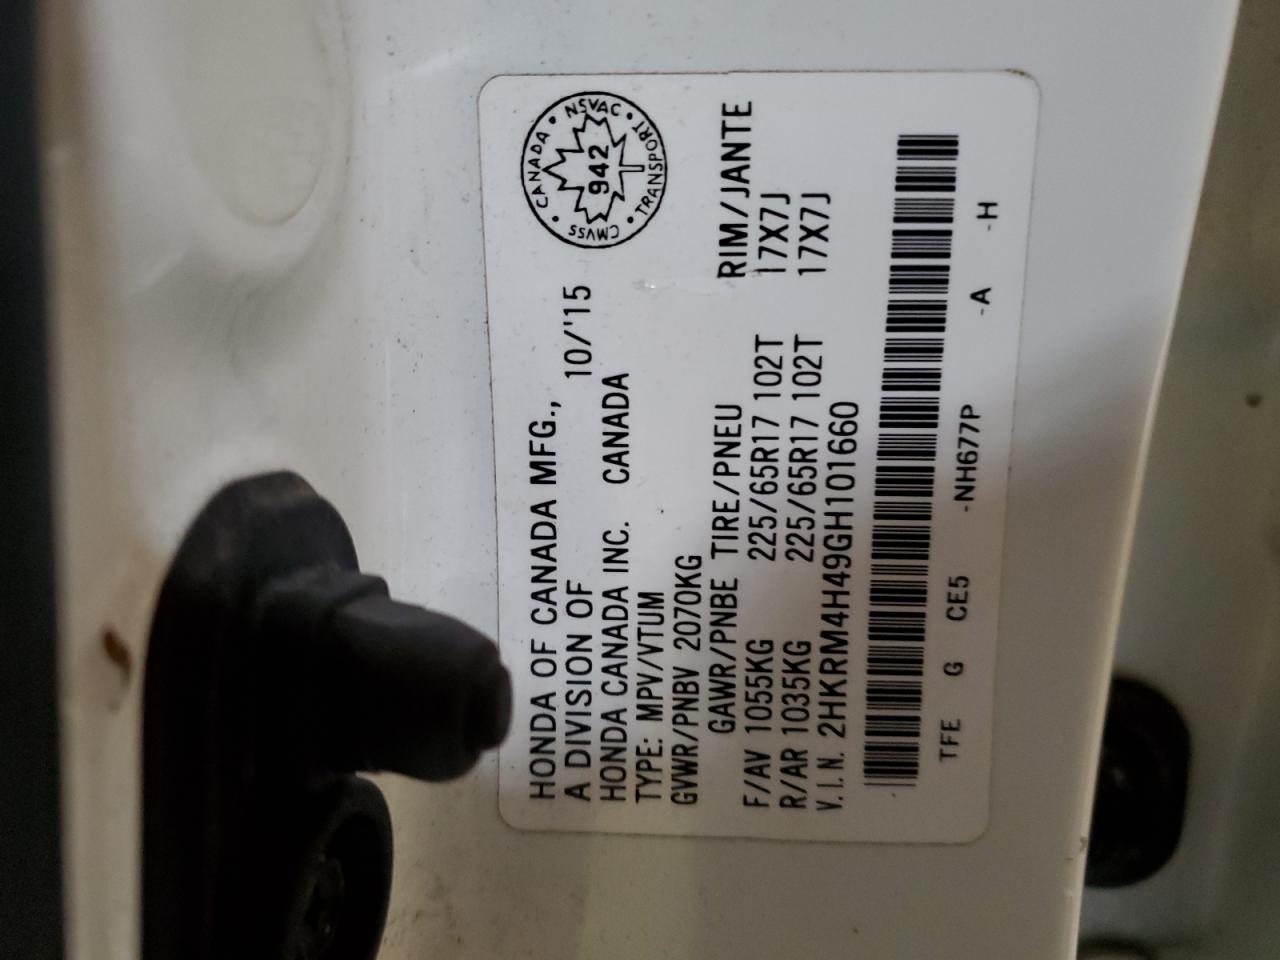 HONDA OF CANADA MFG.,
A DIVISION OF 10/'15
HONDA CANADA INC. CANADA
TYPE: MPV/VTUM
GVWR/PNBV 2070KG
GAWR/PNBE TIRE/PNEU RIM/JANTE
F/AV 1055KG 225/65R17 102T 17X7J
R/AR 1035KG 225/65R17 102T 17X7J
V.I.N. 2HKRM4H49GH101660
TFE G CE5 -NH677P -A -H
CANADA • NSVAC • TRANSPORT • CMVSS •
942